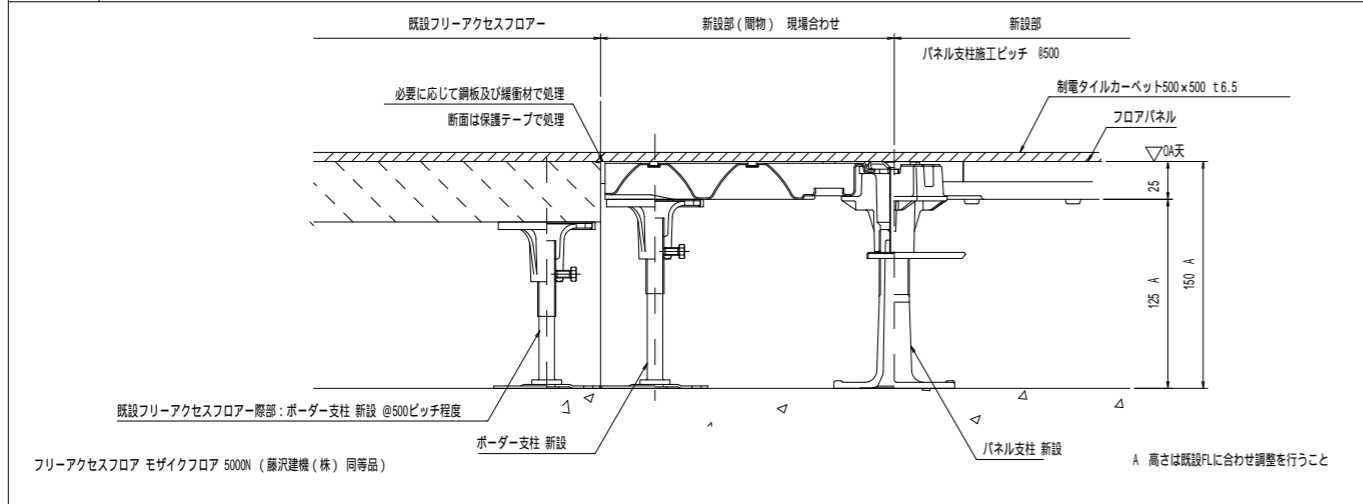 既設フリーアクセスフロアー
新設部(間物) 現場合わせ
新設部
パネル支柱施工ピッチ @500
必要に応じて鋼板及び緩衝材で処理
断面は保護テープで処理
制電タイルカーペット500×500 t6.5
フロアパネル
▽OA天
25
125 A
150 A
既設フリーアクセスフロアー際部:ボーダー支柱 新設 @500ピッチ程度
ボーダー支柱 新設
パネル支柱 新設
フリーアクセスフロア モザイクフロア 5000N (藤沢建機(株) 同等品)
A 高さは既設FLに合わせ調整を行うこと